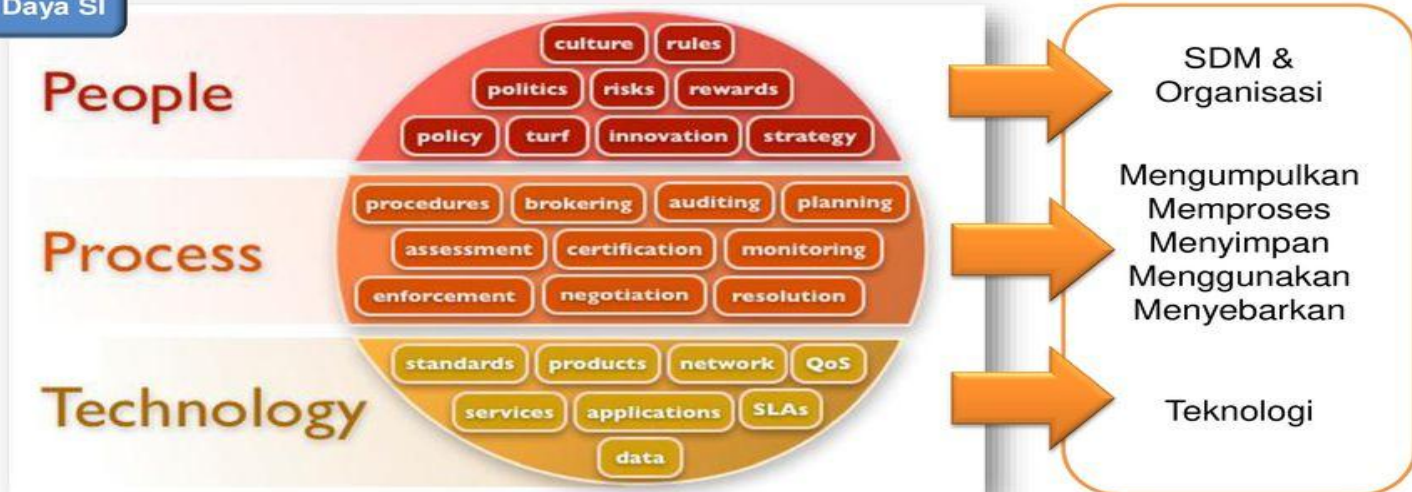 Daya SI
People
culture rules
politics risks rewards
policy turf innovation strategy
SDM &
Organisasi
Process
procedures brokering auditing planning
assessment certification monitoring
enforcement negotiation resolution
Mengumpulkan
Memproses
Menyimpan
Menggunakan
Menyebarkan
Technology
standards products network QoS
services applications SLAs
data
Teknologi